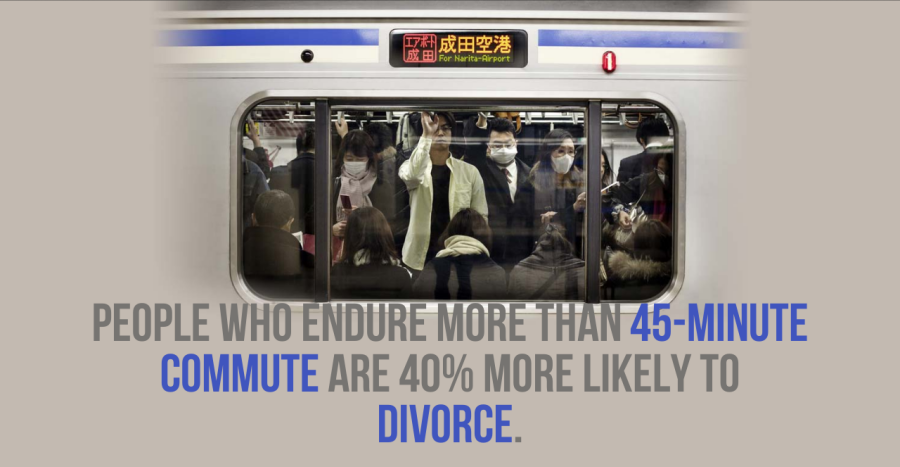 エアポート 成田空港
成田 For Narita-Airport
1
PEOPLE WHO ENDURE MORE THAN 45-MINUTE
COMMUTE ARE 40% MORE LIKELY TO
DIVORCE.